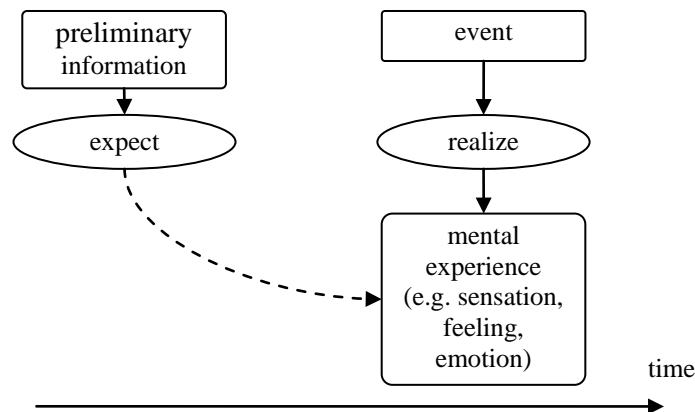 preliminary
information
event
expect
realize
mental
experience
(e.g. sensation,
feeling,
emotion)
time